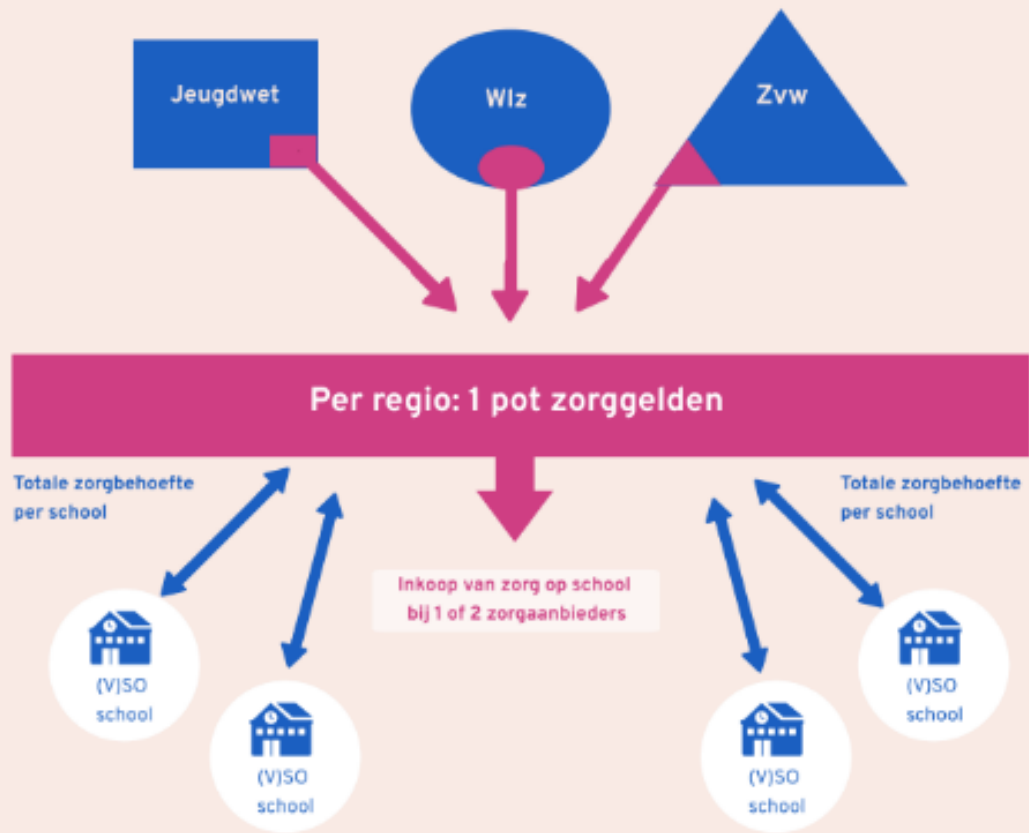 Jeugdwet
Wlz
Zvw
Per regio: 1 pot zorggelden
Totale zorgbehoefte
per school
Totale zorgbehoefte
per school
Inkoop van zorg op school
bij 1 of 2 zorgaanbieders
(V)SO
school
(V)SO
school
(V)SO
school
(V)SO
school